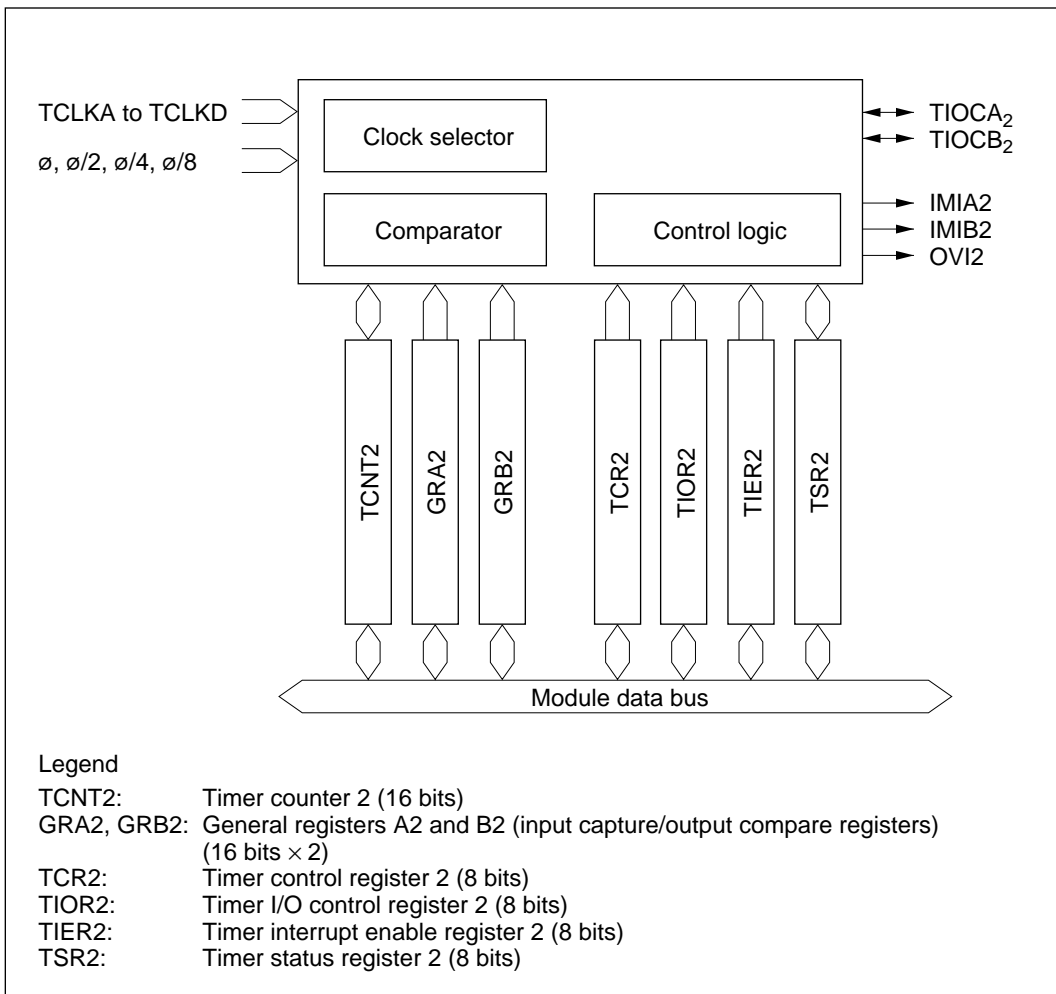 TCLKA to TCLKD
ø, ø/2, ø/4, ø/8
Clock selector
Comparator
Control logic
TIOCA2
TIOCB2
IMIA2
IMIB2
OVI2
TCNT2
GRA2
GRB2
TCR2
TIOR2
TIER2
TSR2
Module data bus
Legend
TCNT2: Timer counter 2 (16 bits)
GRA2, GRB2: General registers A2 and B2 (input capture/output compare registers)
(16 bits × 2)
TCR2: Timer control register 2 (8 bits)
TIOR2: Timer I/O control register 2 (8 bits)
TIER2: Timer interrupt enable register 2 (8 bits)
TSR2: Timer status register 2 (8 bits)